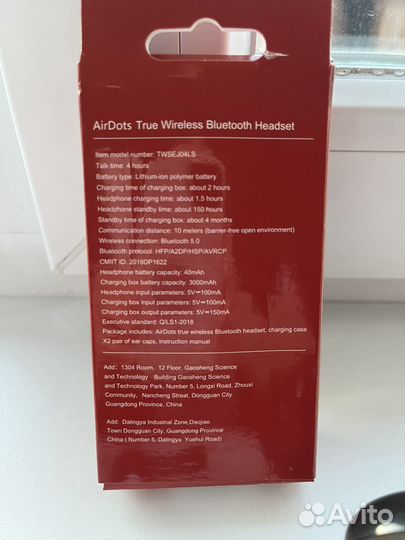 AirDots True Wireless Bluetooth Headset
Item model number: TWSEJ04LS
Talk time: 4 hours
Battery type: Lithium-ion polymer battery
Charging time of charging box: about 2 hours
Headphone charging time: about 1.5 hours
Headphone standby time: about 150 hours
Standby time of charging box: about 4 months
Communication distance: 10 meters (barrier-free open environment)
Wireless connection: Bluetooth 5.0
Bluetooth protocol: HFP/A2DP/HSP/AVRCP
CMIIT ID: 2019DP1622
Headphone battery capacity: 40mAh
Charging box battery capacity: 3000mAh
Headphone input parameters: 5V⎓100mA
Charging box input parameters: 5V⎓100mA
Charging box output parameters: 5V⎓150mA
Executive standard: Q/LS1-2018
Package includes: AirDots true wireless Bluetooth headset, charging case
X2 pair of ear caps, instruction manual
Add: 1304 Room, 12 Floor, Gaosheng Science
and Technology Building Gaosheng Science
and Technology Park, Number 5, Longxi Road, Zhouxi
Community, Nancheng Streat, Dongguan City
Guangdong Province, China
Add: Dalingya Industrial Zone,Daojiao
Town Dongguan City, Guangdong Province
China ( Number 5, Dalingya Yuehui Road)
Avito